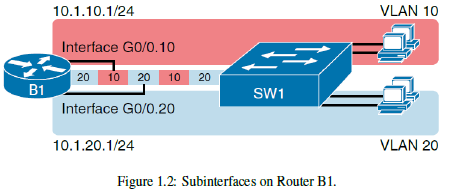 10.1.10.1/24 VLAN 10
Interface G0/0.10
20 10 20 10 20
B1 SW1
Interface G0/0.20
10.1.20.1/24 VLAN 20
Figure 1.2: Subinterfaces on Router B1.